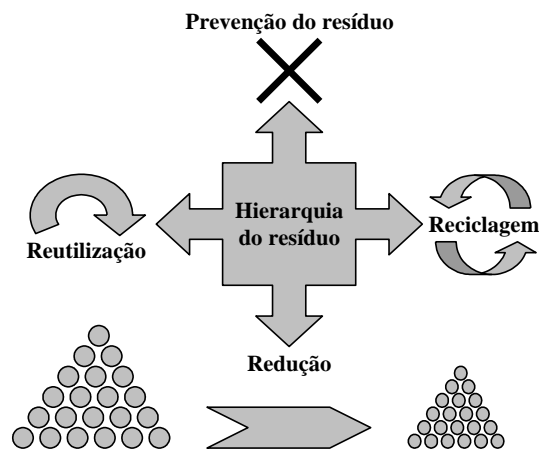 Prevenção do resíduo
Hierarquia
do resíduo
Reutilização
Reciclagem
Redução